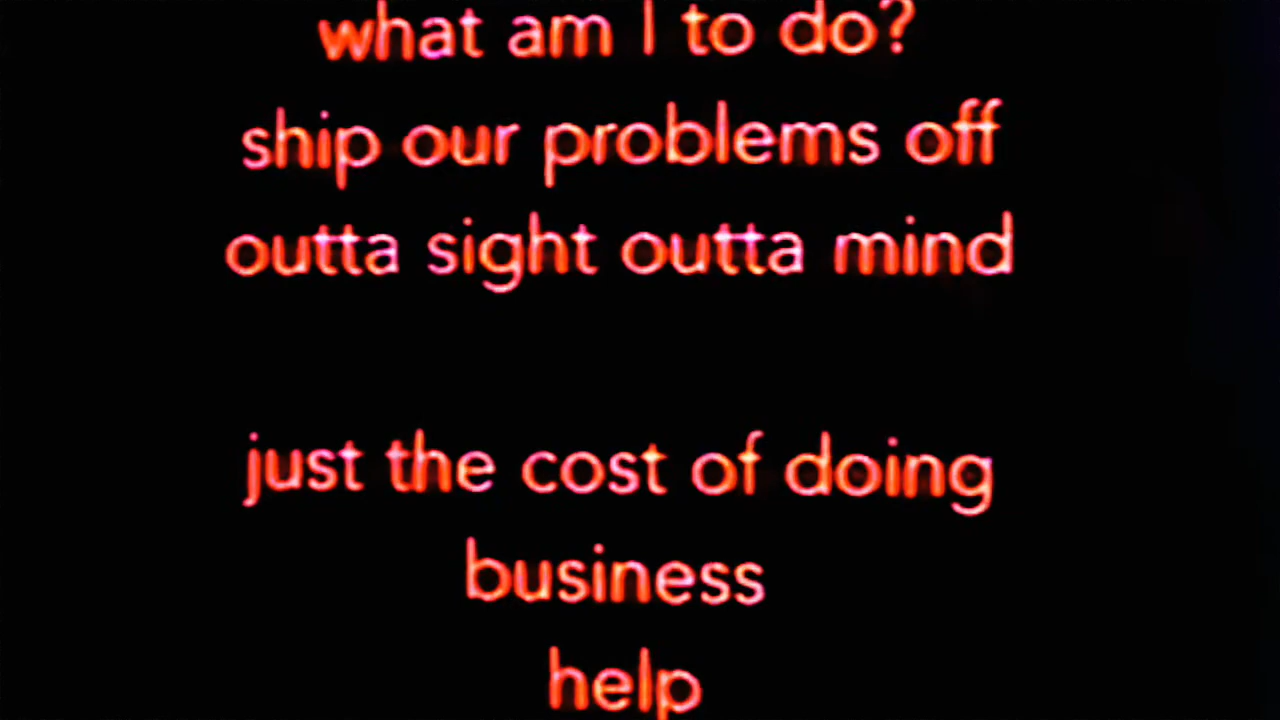 what am I to do?
ship our problems off
outta sight outta mind
just the cost of doing
business
help